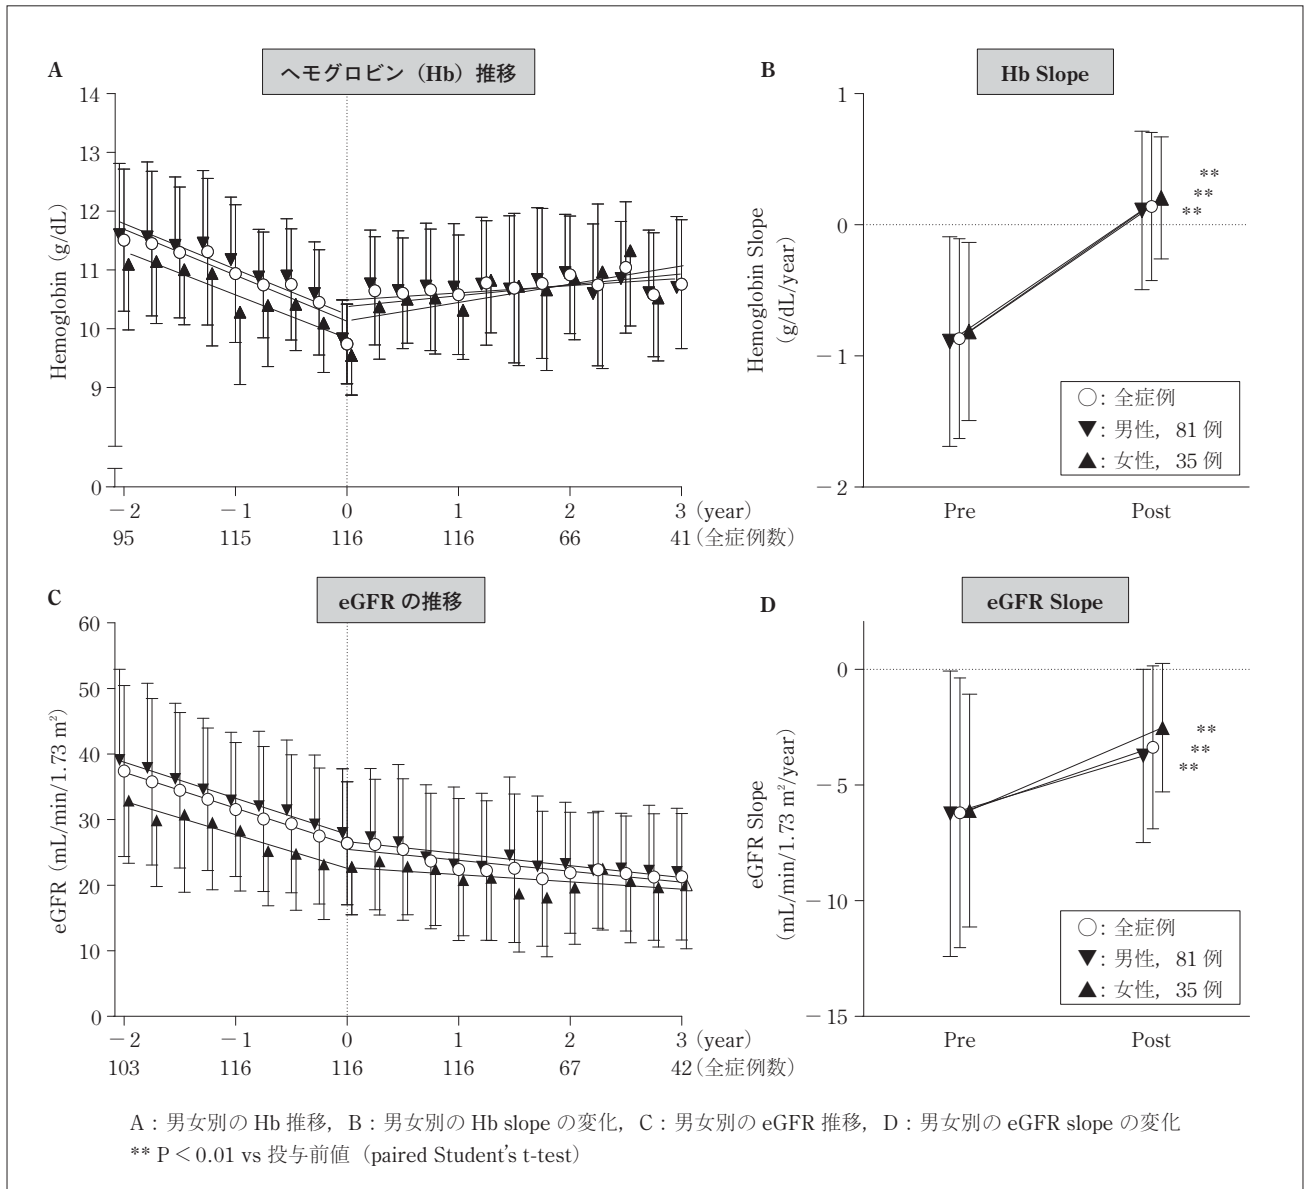 A
ヘモグロビン（Hb）推移
Hemoglobin (g/dL)
14
13
12
11
10
9
0
－2 －1 0 1 2 3（year）
95 115 116 116 66 41（全症例数）
B
Hb Slope
Hemoglobin Slope
(g/dL/year)
1
0
－1
－2
**
**
**
○：全症例
▼：男性，81 例
▲：女性，35 例
Pre Post
C
eGFR の推移
eGFR (mL/min/1.73 m²)
60
50
40
30
20
10
0
－2 －1 0 1 2 3（year）
103 116 116 116 67 42（全症例数）
D
eGFR Slope
eGFR Slope
(mL/min/1.73 m²/year)
0
－5
－10
－15
**
**
**
○：全症例
▼：男性，81 例
▲：女性，35 例
Pre Post
A：男女別の Hb 推移，B：男女別の Hb slope の変化，C：男女別の eGFR 推移，D：男女別の eGFR slope の変化
** P＜0.01 vs 投与前値（paired Student's t-test）